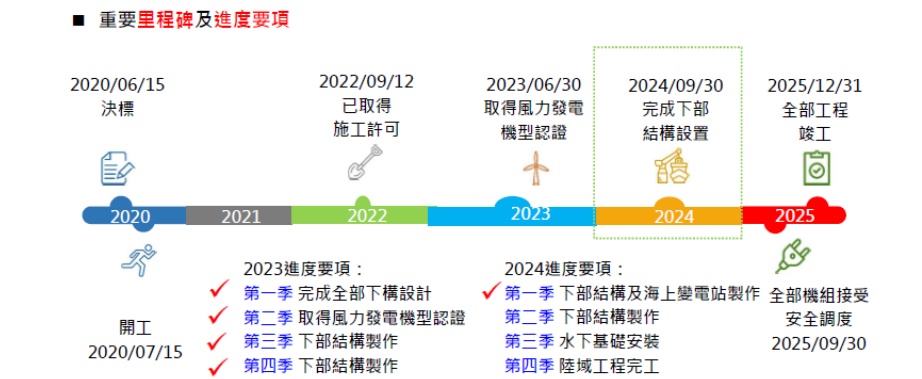 ■ 重要里程碑及進度要項
2020/06/15
決標
2022/09/12
已取得
施工許可
2023/06/30
取得風力發電
機型認證
2024/09/30
完成下部
結構設置
2025/12/31
全部工程
竣工
2020
2021
2022
2023
2024
2025
開工
2020/07/15
2023進度要項：
第一季 完成全部下構設計
第二季 取得風力發電機型認證
第三季 下部結構製作
第四季 下部結構製作
2024進度要項：
第一季 下部結構及海上變電站製作
第二季 下部結構製作
第三季 水下基礎安裝
第四季 陸域工程完工
全部機組接受
安全調度
2025/09/30